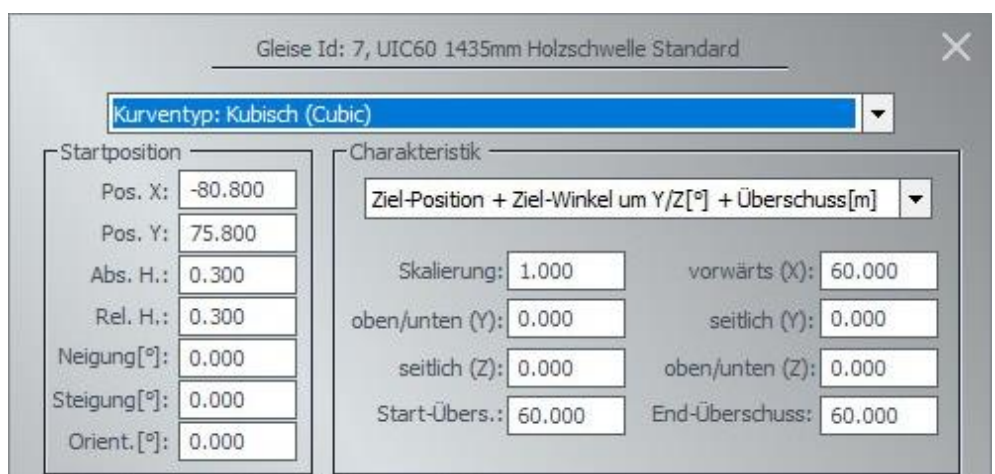 Gleise Id: 7, UIC60 1435mm Holzschwelle Standard
Kurventyp: Kubisch (Cubic)
Startposition
Pos. X: -80.800
Pos. Y: 75.800
Abs. H.: 0.300
Rel. H.: 0.300
Neigung[°]: 0.000
Steigung[°]: 0.000
Orient.[°]: 0.000
Charakteristik
Ziel-Position + Ziel-Winkel um Y/Z[°] + Überschuss[m]
Skalierung: 1.000 vorwärts (X): 60.000
oben/unten (Y): 0.000 seitlich (Y): 0.000
seitlich (Z): 0.000 oben/unten (Z): 0.000
Start-Übers.: 60.000 End-Überschuss: 60.000